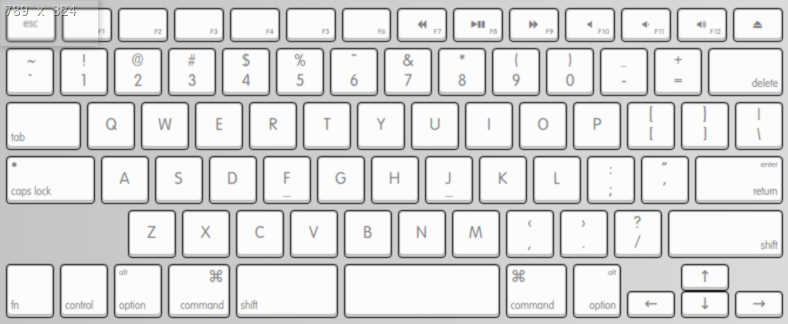 789 x 324
esc F1 F2 F3 F4 F5 F6 F7 F8 F9 F10 F11 F12
~ ! @ # $ % ˆ & * ( ) _ +
` 1 2 3 4 5 6 7 8 9 0 - = delete
tab Q W E R T Y U I O P [ ] |
[ ] \
caps lock A S D F G H J K L : “ enter
; ‘ return
Z X C V B N M ‹ › ?
, . / shift
fn control alt ⌘ shift ⌘ alt ↑
option command command option ← ↓ →